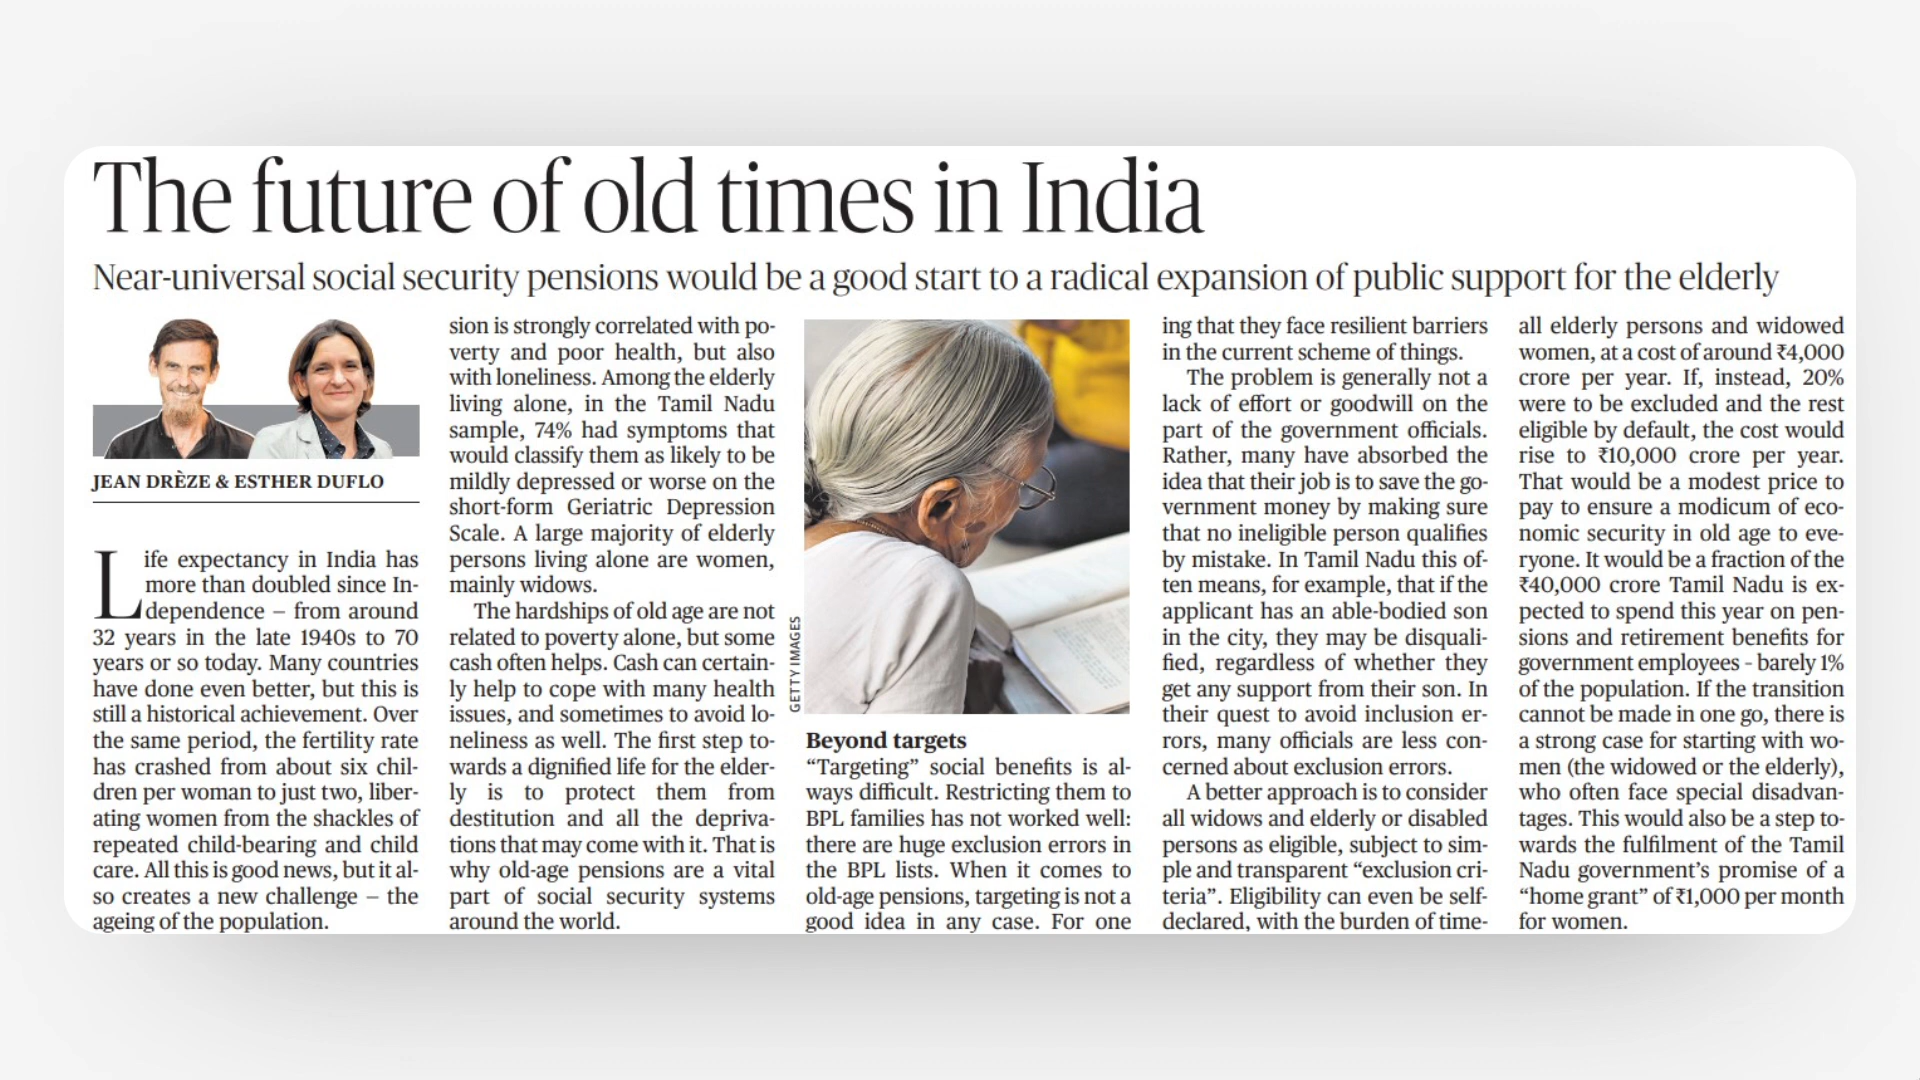 The future of old times in India
Near-universal social security pensions would be a good start to a radical expansion of public support for the elderly
JEAN DRÈZE & ESTHER DUFLO
Life expectancy in India has
more than doubled since In-
dependence – from around
32 years in the late 1940s to 70
years or so today. Many countries
have done even better, but this is
still a historical achievement. Over
the same period, the fertility rate
has crashed from about six chil-
dren per woman to just two, liber-
ating women from the shackles of
repeated child-bearing and child
care. All this is good news, but it al-
so creates a new challenge – the
ageing of the population.
sion is strongly correlated with po-
verty and poor health, but also
with loneliness. Among the elderly
living alone, in the Tamil Nadu
sample, 74% had symptoms that
would classify them as likely to be
mildly depressed or worse on the
short-form Geriatric Depression
Scale. A large majority of elderly
persons living alone are women,
mainly widows.
The hardships of old age are not
related to poverty alone, but some
cash often helps. Cash can certain-
ly help to cope with many health
issues, and sometimes to avoid lo-
neliness as well. The first step to-
wards a dignified life for the elder-
ly is to protect them from
destitution and all the depriva-
tions that may come with it. That is
why old-age pensions are a vital
part of social security systems
around the world.
GETTY IMAGES
Beyond targets
“Targeting” social benefits is al-
ways difficult. Restricting them to
BPL families has not worked well:
there are huge exclusion errors in
the BPL lists. When it comes to
old-age pensions, targeting is not a
good idea in any case. For one
ing that they face resilient barriers
in the current scheme of things.
The problem is generally not a
lack of effort or goodwill on the
part of the government officials.
Rather, many have absorbed the
idea that their job is to save the go-
vernment money by making sure
that no ineligible person qualifies
by mistake. In Tamil Nadu this of-
ten means, for example, that if the
applicant has an able-bodied son
in the city, they may be disquali-
fied, regardless of whether they
get any support from their son. In
their quest to avoid inclusion er-
rors, many officials are less con-
cerned about exclusion errors.
A better approach is to consider
all widows and elderly or disabled
persons as eligible, subject to sim-
ple and transparent “exclusion cri-
teria”. Eligibility can even be self-
declared, with the burden of time-
all elderly persons and widowed
women, at a cost of around ₹4,000
crore per year. If, instead, 20%
were to be excluded and the rest
eligible by default, the cost would
rise to ₹10,000 crore per year.
That would be a modest price to
pay to ensure a modicum of eco-
nomic security in old age to eve-
ryone. It would be a fraction of the
₹40,000 crore Tamil Nadu is ex-
pected to spend this year on pen-
sions and retirement benefits for
government employees - barely 1%
of the population. If the transition
cannot be made in one go, there is
a strong case for starting with wo-
men (the widowed or the elderly),
who often face special disadvan-
tages. This would also be a step to-
wards the fulfilment of the Tamil
Nadu government’s promise of a
“home grant” of ₹1,000 per month
for women.